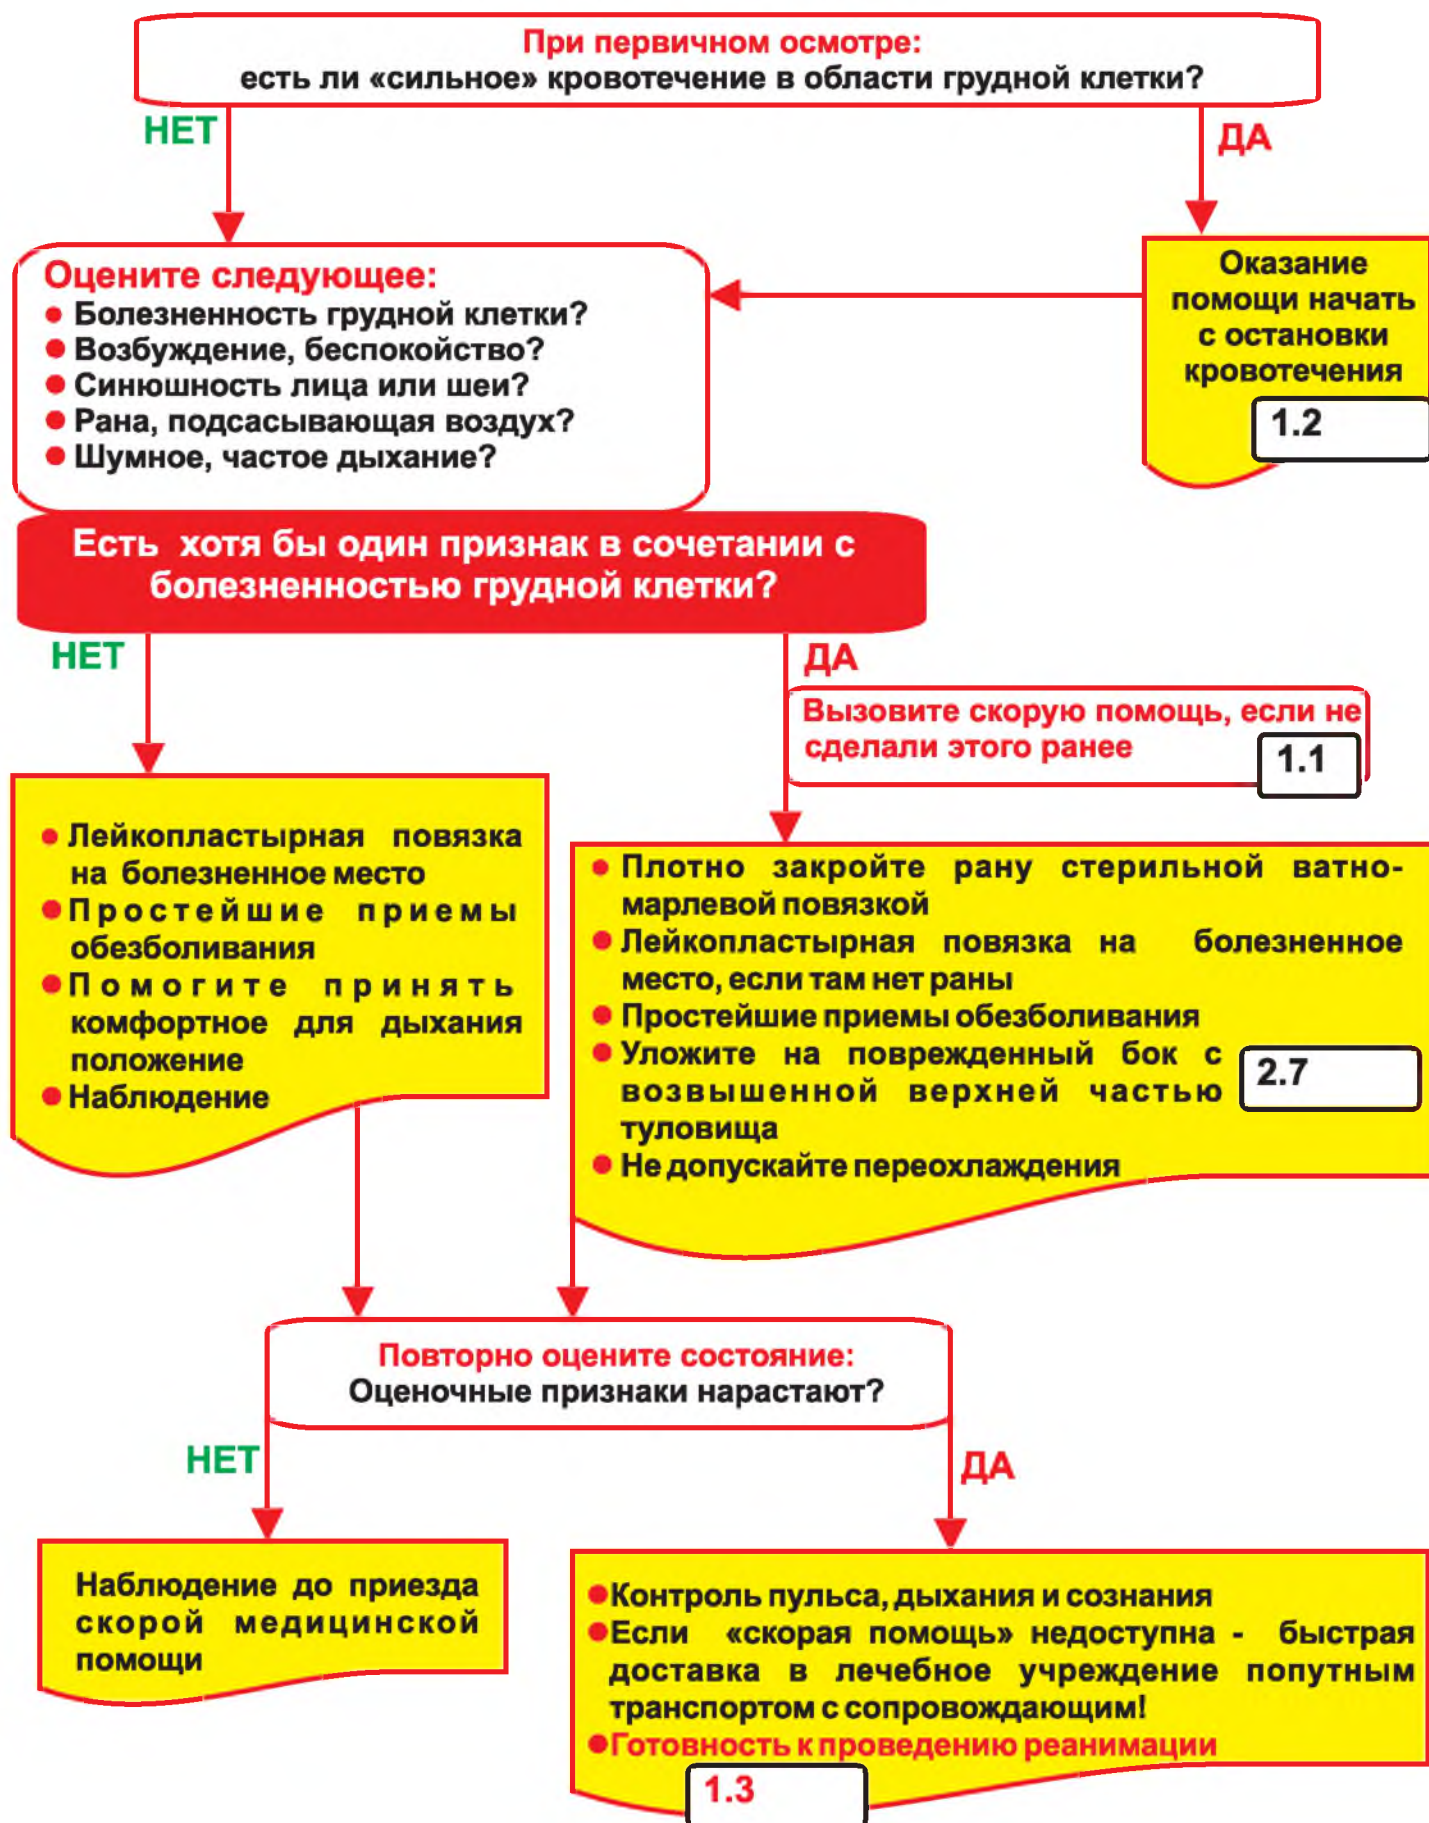 При первичном осмотре:
есть ли «сильное» кровотечение в области грудной клетки?
НЕТ
ДА
Оцените следующее:
Болезненность грудной клетки?
Возбуждение, беспокойство?
Синюшность лица или шеи?
Рана, подсасывающая воздух?
Шумное, частое дыхание?
Оказание
помощи начать
с остановки
кровотечения
1.2
Есть хотя бы один признак в сочетании с
болезненностью грудной клетки?
НЕТ
ДА
Вызовите скорую помощь, если не
сделали этого ранее
1.1
Лейкопластырная повязка
на болезненное место
Простейшие приемы
обезболивания
Помогите принять
комфортное для дыхания
положение
Наблюдение
Плотно закройте рану стерильной ватно-
марлевой повязкой
Лейкопластырная повязка на болезненное
место, если там нет раны
Простейшие приемы обезболивания
Уложите на поврежденный бок с
возвышенной верхней частью
туловища
2.7
Не допускайте переохлаждения
Повторно оцените состояние:
Оценочные признаки нарастают?
НЕТ
ДА
Наблюдение до приезда
скорой медицинской
помощи
Контроль пульса, дыхания и сознания
Если «скорая помощь» недоступна - быстрая
доставка в лечебное учреждение попутным
транспортом с сопровождающим!
Готовность к проведению реанимации
1.3